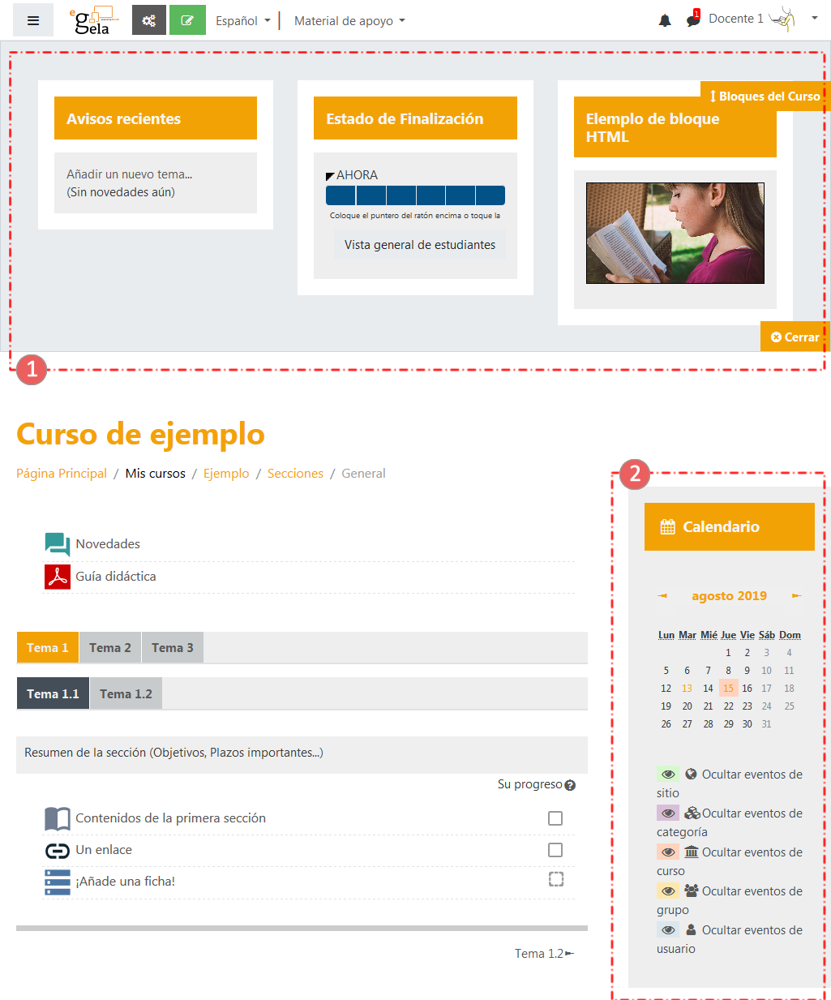 eGela
Español
Material de apoyo
1
Docente 1
Bloques del Curso
Avisos recientes
Añadir un nuevo tema...
(Sin novedades aún)
Estado de Finalización
AHORA
Coloque el puntero del ratón encima o toque la
Vista general de estudiantes
Elemplo de bloque
HTML
Cerrar
1
Curso de ejemplo
Página Principal / Mis cursos / Ejemplo / Secciones / General
Novedades
Guía didáctica
Tema 1 Tema 2 Tema 3
Tema 1.1 Tema 1.2
Resumen de la sección (Objetivos, Plazos importantes...)
Su progreso
Contenidos de la primera sección
Un enlace
¡Añade una ficha!
Tema 1.2
2
Calendario
agosto 2019
Lun Mar Mié Jue Vie Sáb Dom
1 2 3 4
5 6 7 8 9 10 11
12 13 14 15 16 17 18
19 20 21 22 23 24 25
26 27 28 29 30 31
Ocultar eventos de
sitio
Ocultar eventos de
categoría
Ocultar eventos de
curso
Ocultar eventos de
grupo
Ocultar eventos de
usuario